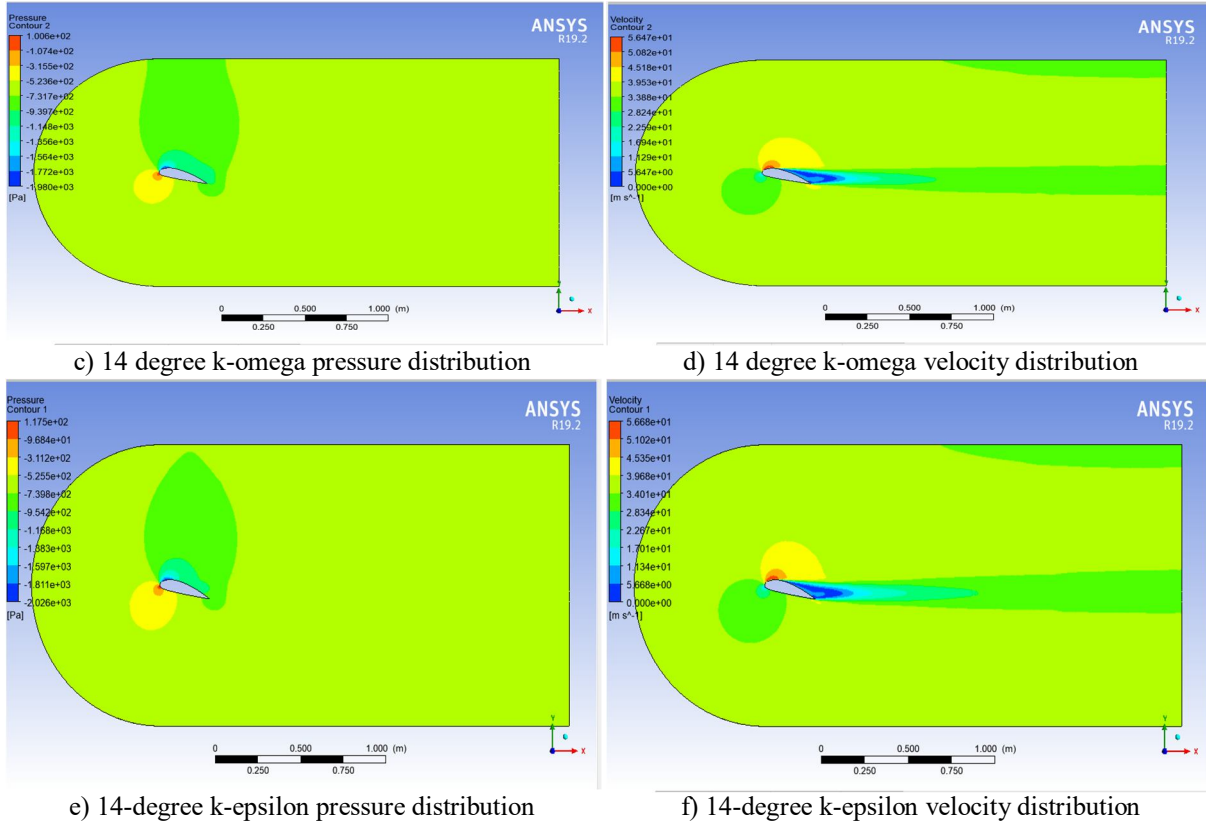 Pressure
Contour 2
1.006e+02
-1.074e+02
-3.155e+02
-5.236e+02
-7.317e+02
-9.397e+02
-1.148e+03
-1.356e+03
-1.564e+03
-1.772e+03
-1.980e+03
[Pa]
ANSYS
R19.2
0 0.500 1.000 (m)
0.250 0.750
X
c) 14 degree k-omega pressure distribution
Velocity
Contour 2
5.647e+01
5.082e+01
4.518e+01
3.953e+01
3.388e+01
2.824e+01
2.259e+01
1.694e+01
1.129e+01
5.647e+00
0.000e+00
[m s^-1]
ANSYS
R19.2
0 0.500 1.000 (m)
0.250 0.750
X
d) 14 degree k-omega velocity distribution
Pressure
Contour 1
1.175e+02
-9.684e+01
-3.112e+02
-5.255e+02
-7.398e+02
-9.542e+02
-1.168e+03
-1.383e+03
-1.597e+03
-1.811e+03
-2.026e+03
[Pa]
ANSYS
R19.2
0 0.500 1.000 (m)
0.250 0.750
Y
X
e) 14-degree k-epsilon pressure distribution
Velocity
Contour 1
5.668e+01
5.102e+01
4.535e+01
3.968e+01
3.401e+01
2.834e+01
2.267e+01
1.701e+01
1.134e+01
5.668e+00
0.000e+00
[m s^-1]
ANSYS
R19.2
0 0.500 1.000 (m)
0.250 0.750
Y
X
f) 14-degree k-epsilon velocity distribution